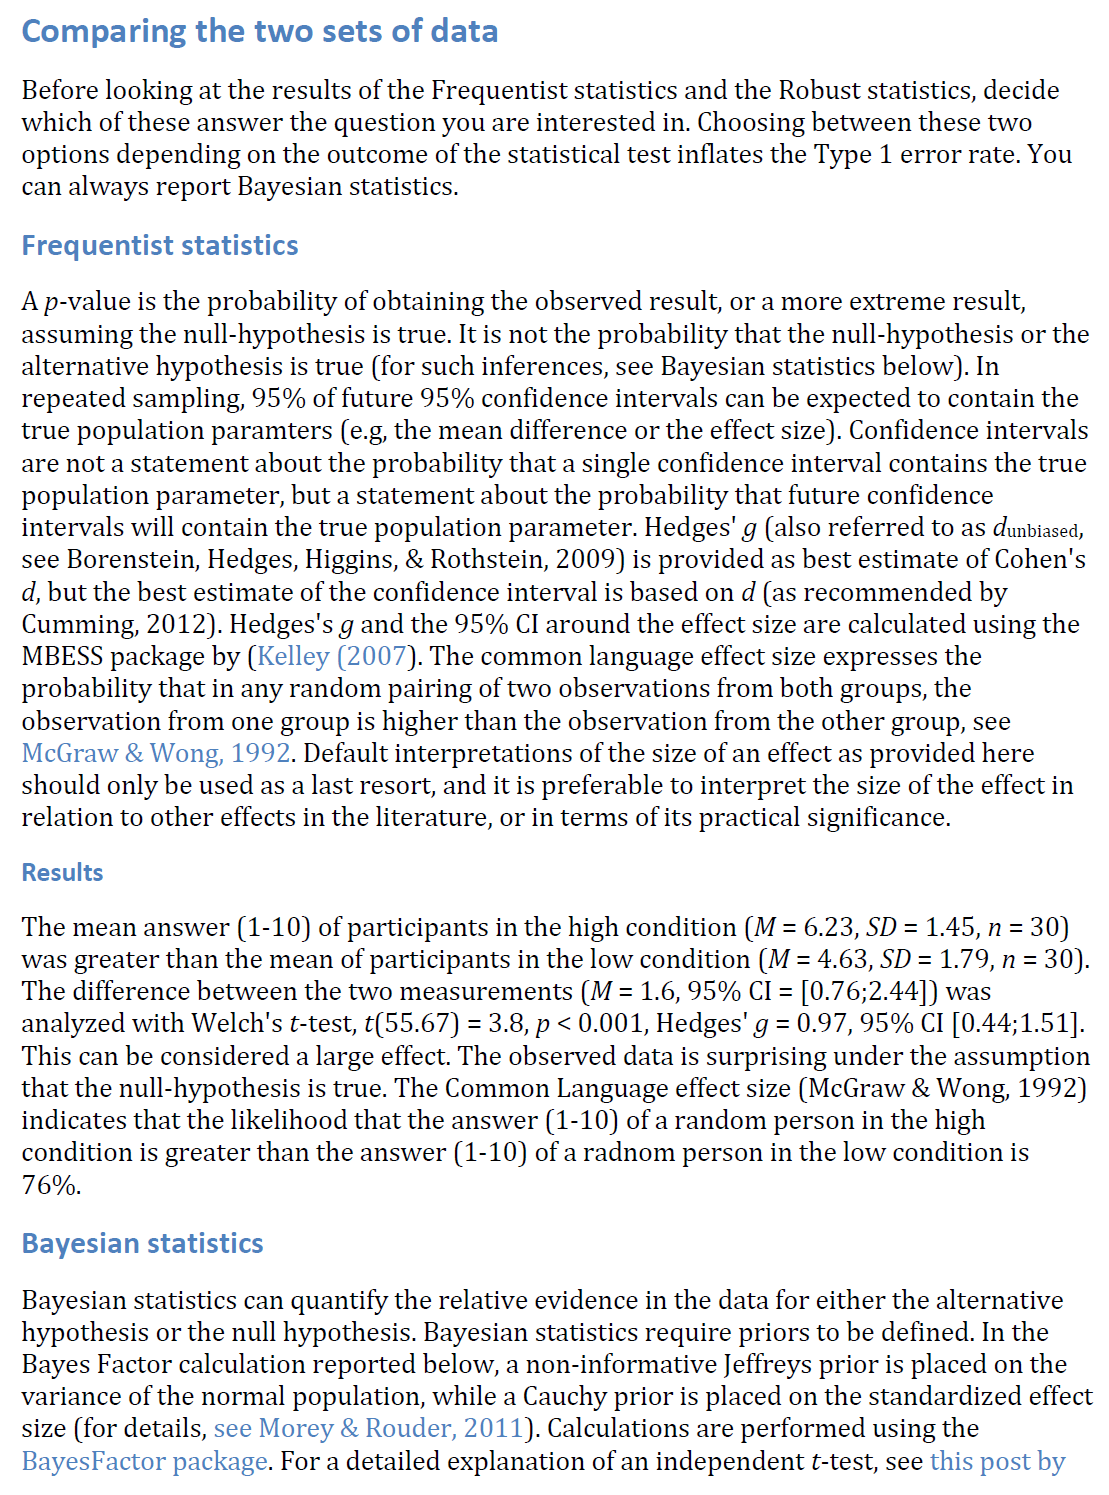 Comparing the two sets of data
Before looking at the results of the Frequentist statistics and the Robust statistics, decide
which of these answer the question you are interested in. Choosing between these two
options depending on the outcome of the statistical test inflates the Type 1 error rate. You
can always report Bayesian statistics.
Frequentist statistics
A p-value is the probability of obtaining the observed result, or a more extreme result,
assuming the null-hypothesis is true. It is not the probability that the null-hypothesis or the
alternative hypothesis is true (for such inferences, see Bayesian statistics below). In
repeated sampling, 95% of future 95% confidence intervals can be expected to contain the
true population paramters (e.g, the mean difference or the effect size). Confidence intervals
are not a statement about the probability that a single confidence interval contains the true
population parameter, but a statement about the probability that future confidence
intervals will contain the true population parameter. Hedges' g (also referred to as dunbiased,
see Borenstein, Hedges, Higgins, & Rothstein, 2009) is provided as best estimate of Cohen's
d, but the best estimate of the confidence interval is based on d (as recommended by
Cumming, 2012). Hedges's g and the 95% CI around the effect size are calculated using the
MBESS package by (Kelley (2007). The common language effect size expresses the
probability that in any random pairing of two observations from both groups, the
observation from one group is higher than the observation from the other group, see
McGraw & Wong, 1992. Default interpretations of the size of an effect as provided here
should only be used as a last resort, and it is preferable to interpret the size of the effect in
relation to other effects in the literature, or in terms of its practical significance.
Results
The mean answer (1-10) of participants in the high condition (M = 6.23, SD = 1.45, n = 30)
was greater than the mean of participants in the low condition (M = 4.63, SD = 1.79, n = 30).
The difference between the two measurements (M = 1.6, 95% CI = [0.76;2.44]) was
analyzed with Welch's t-test, t(55.67) = 3.8, p < 0.001, Hedges' g = 0.97, 95% CI [0.44;1.51].
This can be considered a large effect. The observed data is surprising under the assumption
that the null-hypothesis is true. The Common Language effect size (McGraw & Wong, 1992)
indicates that the likelihood that the answer (1-10) of a random person in the high
condition is greater than the answer (1-10) of a radnom person in the low condition is
76%.
Bayesian statistics
Bayesian statistics can quantify the relative evidence in the data for either the alternative
hypothesis or the null hypothesis. Bayesian statistics require priors to be defined. In the
Bayes Factor calculation reported below, a non-informative Jeffreys prior is placed on the
variance of the normal population, while a Cauchy prior is placed on the standardized effect
size (for details, see Morey & Rouder, 2011). Calculations are performed using the
BayesFactor package. For a detailed explanation of an independent t-test, see this post by